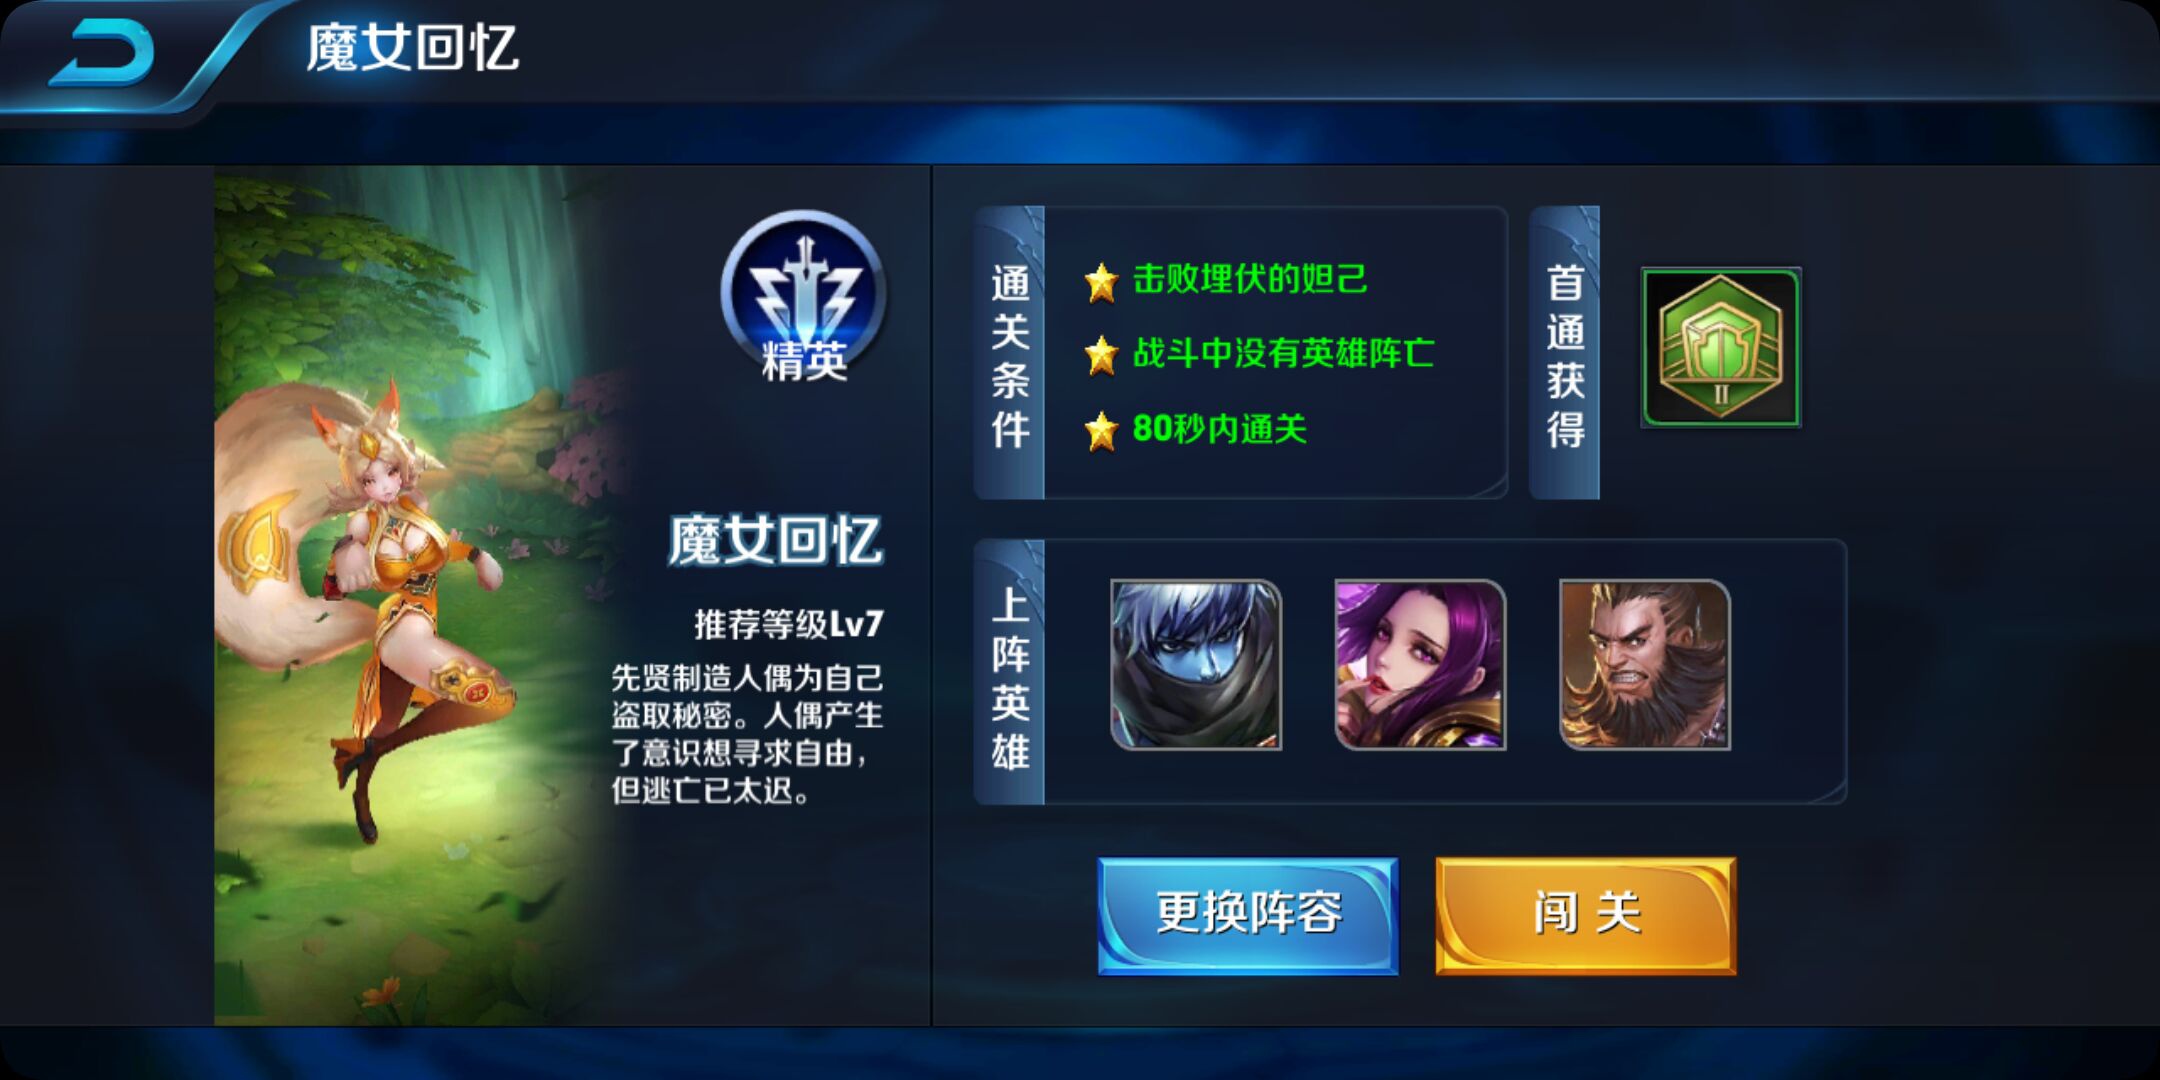 魔女回忆
精英
魔女回忆
推荐等级Lv7
先贤制造人偶为自己
盗取秘密。人偶产生
了意识想寻求自由，
但逃亡已太迟。
通关条件
击败埋伏的妲己
战斗中没有英雄阵亡
80秒内通关
首通获得
II
上阵英雄
更换阵容
闯关